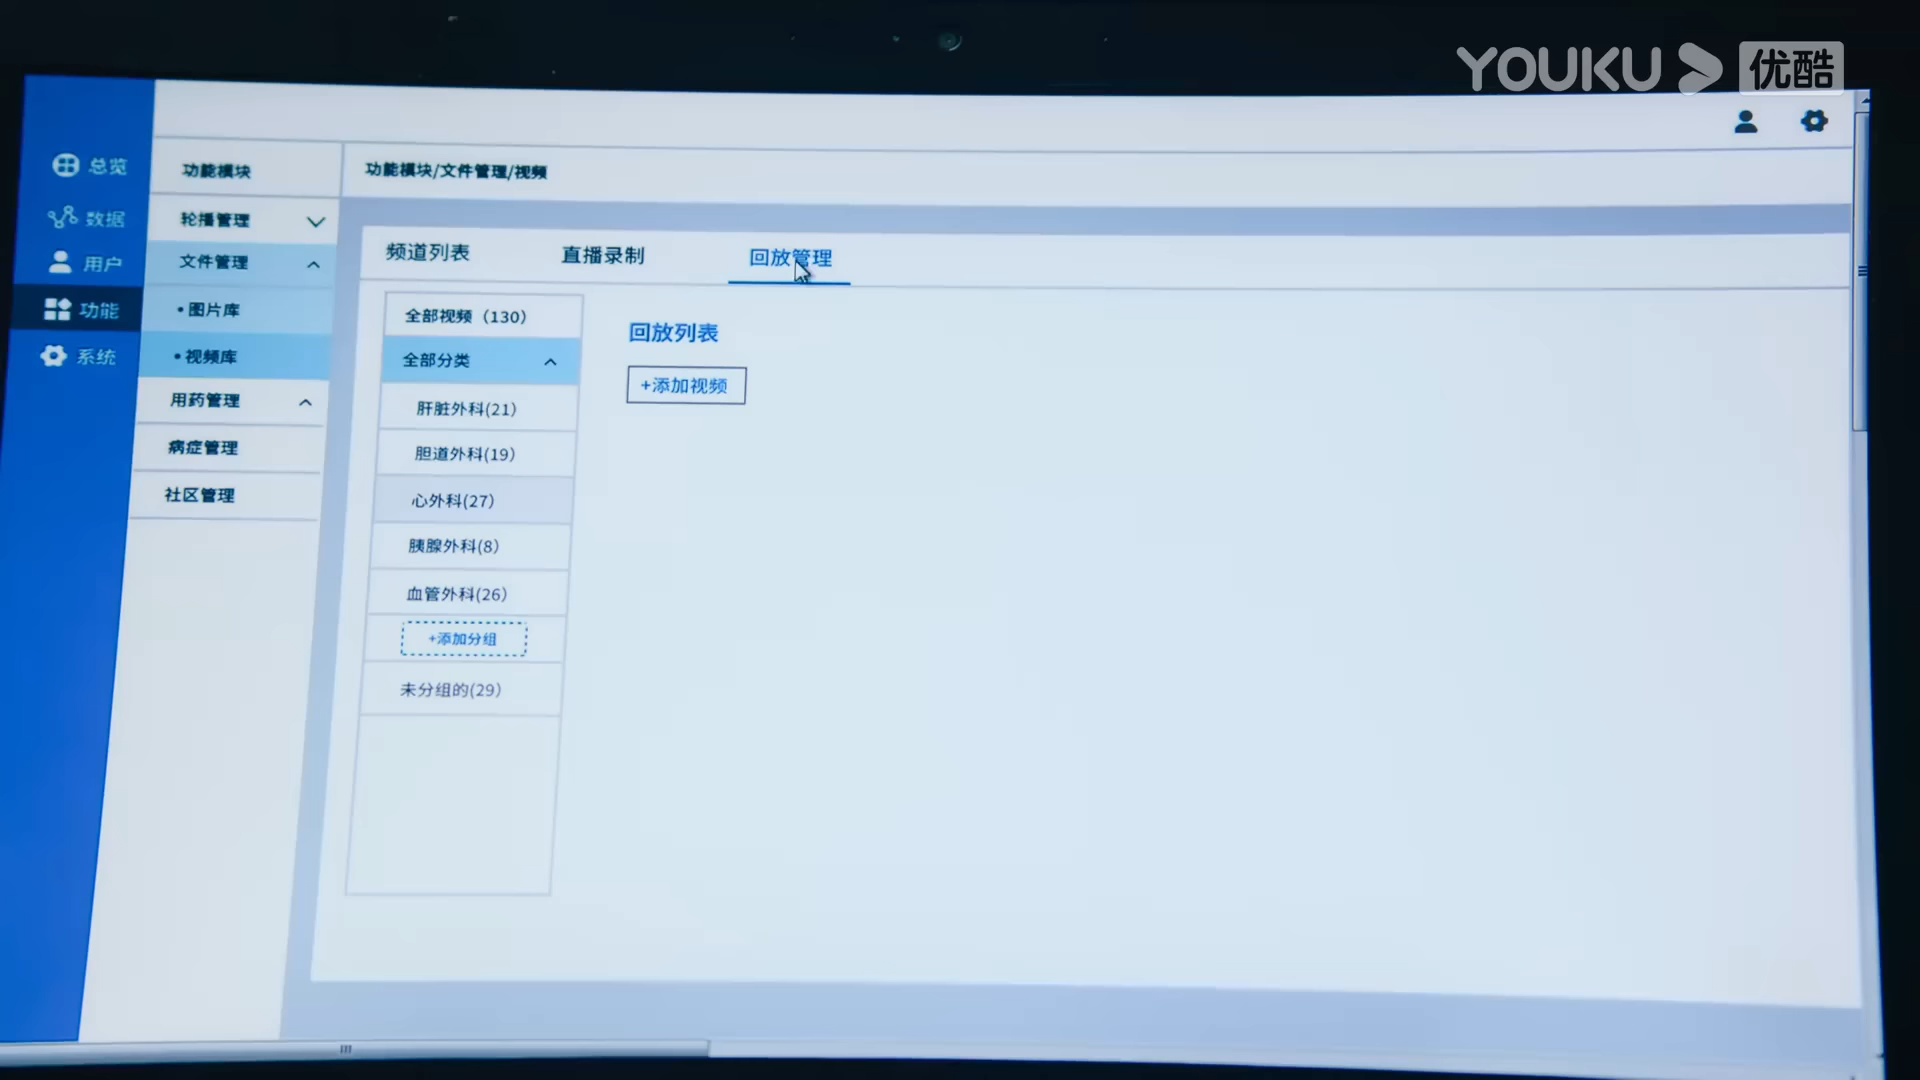 YOUKU 优酷
总览
数据
用户
功能
系统
功能模块
轮播管理
文件管理
•图片库
•视频库
用药管理
病症管理
社区管理
功能模块/文件管理/视频
频道列表
直播录制
回放管理
全部视频（130）
全部分类
肝脏外科(21)
胆道外科(19)
心外科(27)
胰腺外科(8)
血管外科(26)
+添加分组
未分组的(29)
回放列表
+添加视频